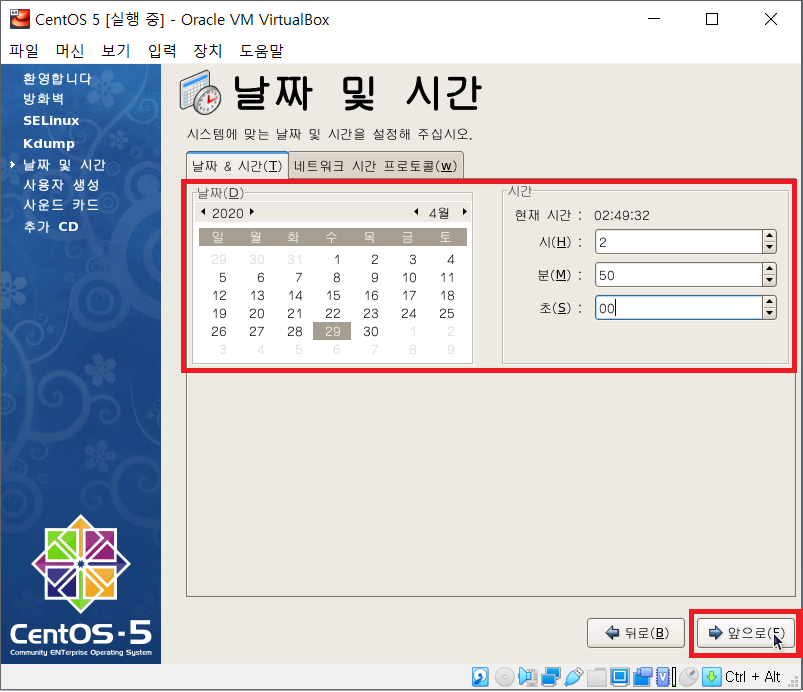 CentOS 5 [실행 중] - Oracle VM VirtualBox
파일 머신 보기 입력 장치 도움말
환영합니다
방화벽
SELinux
Kdump
날짜 및 시간
사용자 생성
사운드 카드
추가 CD
CentOS-5
Community ENTerprise Operating System
날짜 및 시간
시스템에 맞는 날짜 및 시간을 설정해 주십시오.
날짜 & 시간(T) 네트워크 시간 프로토콜(w)
날짜(D)
2020 4월
일 월 화 수 목 금 토
29 30 31 1 2 3 4
5 6 7 8 9 10 11
12 13 14 15 16 17 18
19 20 21 22 23 24 25
26 27 28 29 30 1 2
3 4 5 6 7 8 9
시간
현재 시간 : 02:49:32
시(H) : 2
분(M) : 50
초(S) : 00
뒤로(B) 앞으로(F)
Ctrl + Alt